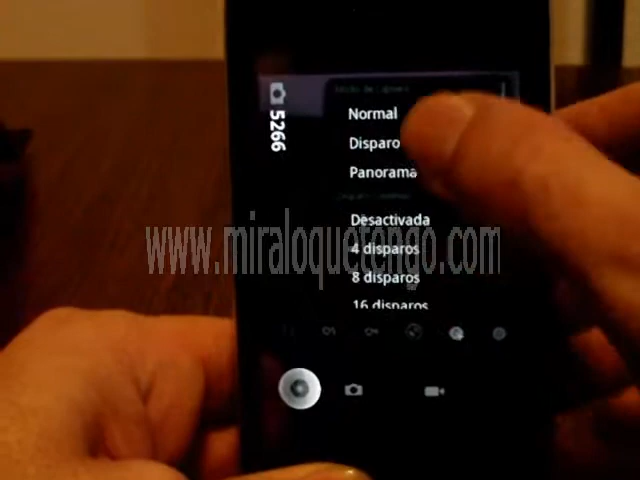 5266
Normal
Disparo
Panorama
Desactivada
www.miraloquetengo.com
4 disparos
8 disparos
16 disparos